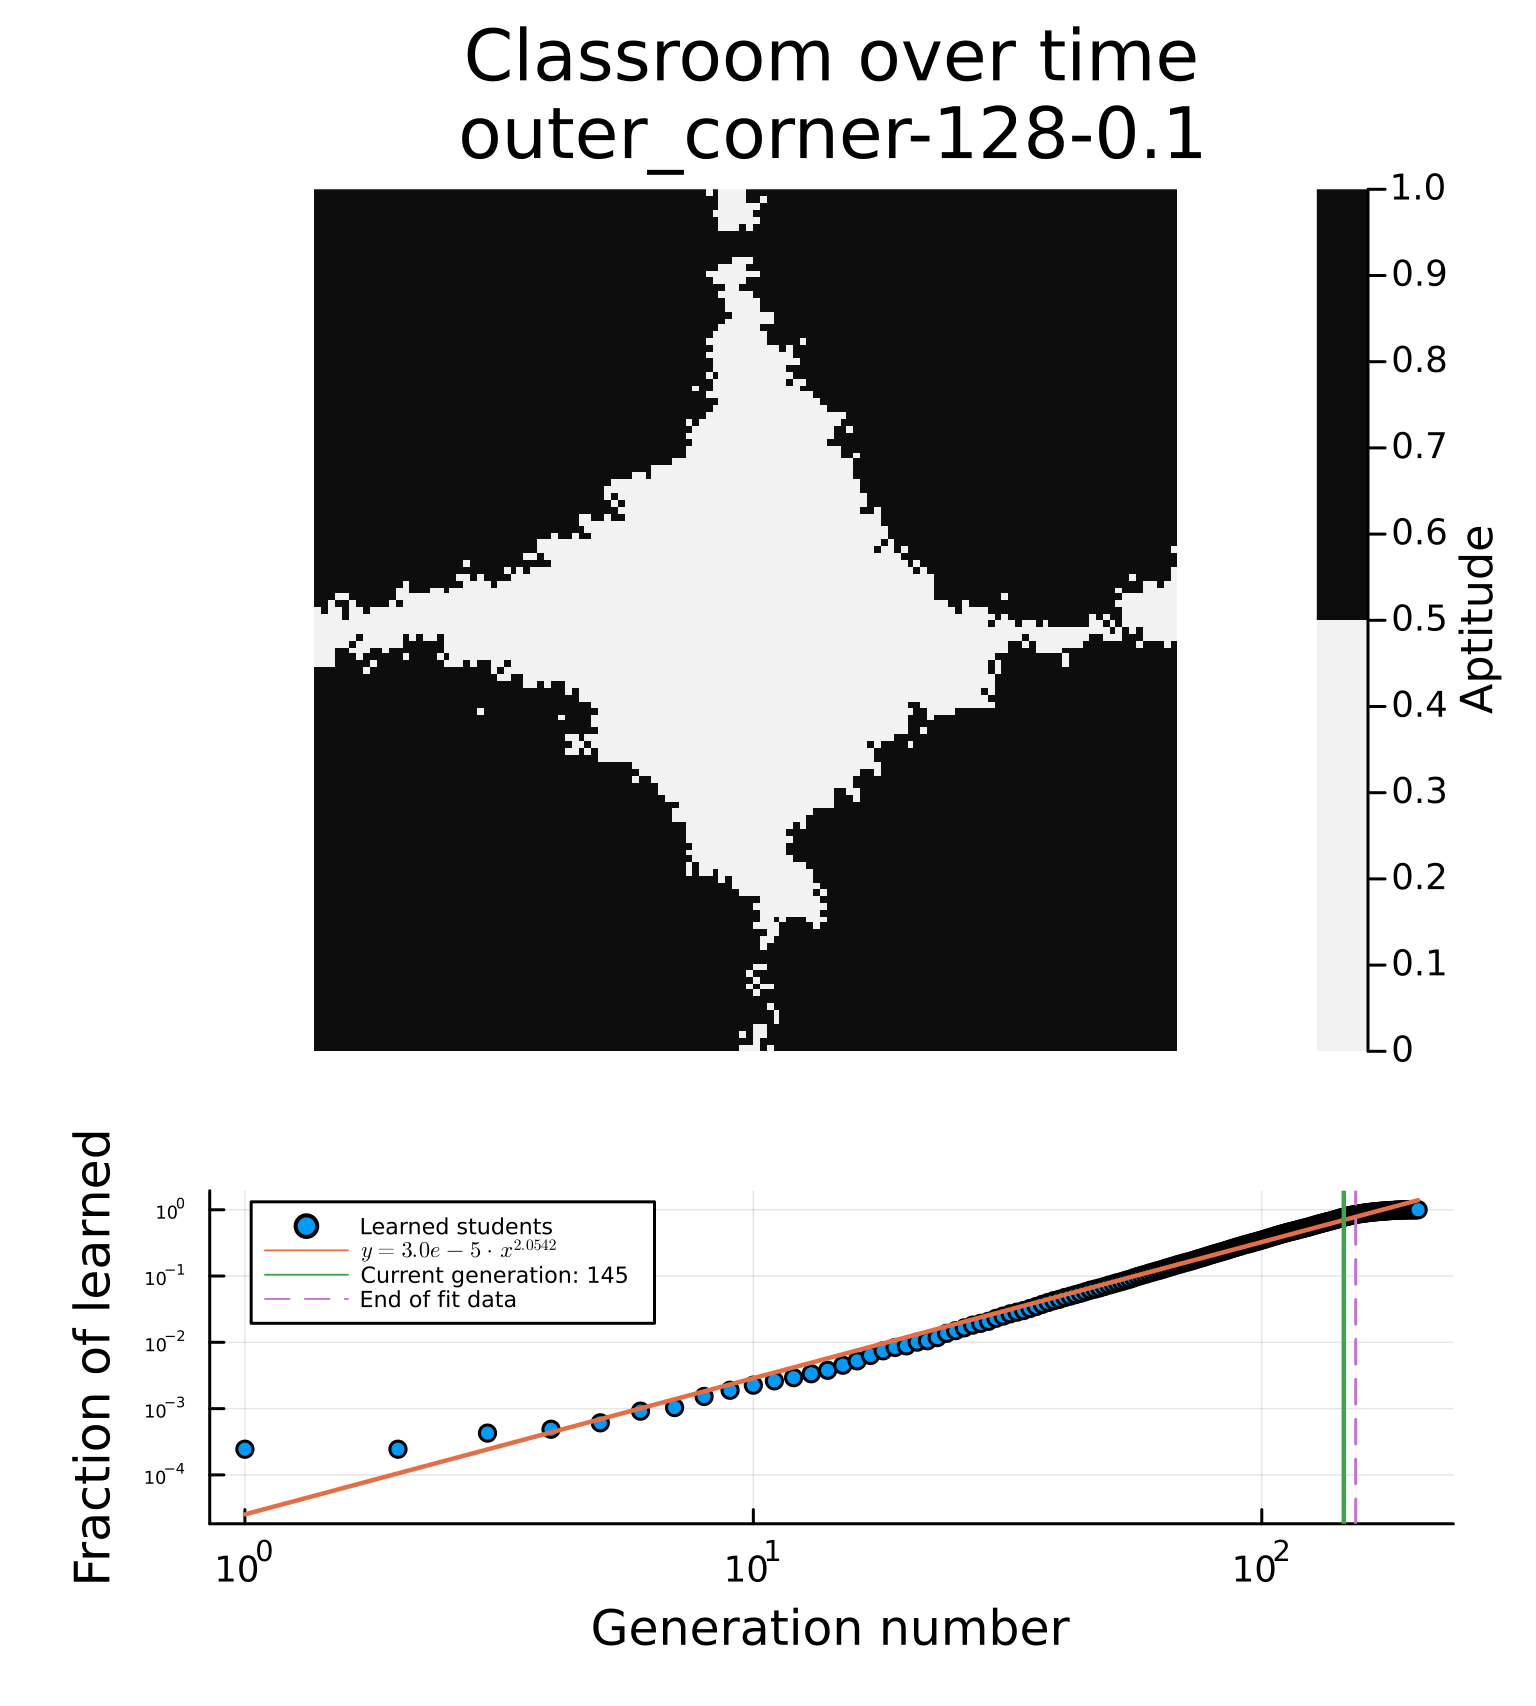 Classroom over time
outer_corner-128-0.1
1.0
0.9
0.8
0.7
0.6
0.5
0.4
0.3
0.2
0.1
0
Aptitude
Fraction of learned
10⁰
10⁻¹
10⁻²
10⁻³
10⁻⁴
Learned students
y = 3.0e − 5 · x^2.0542
Current generation: 145
End of fit data
10⁰
10¹
10²
Generation number